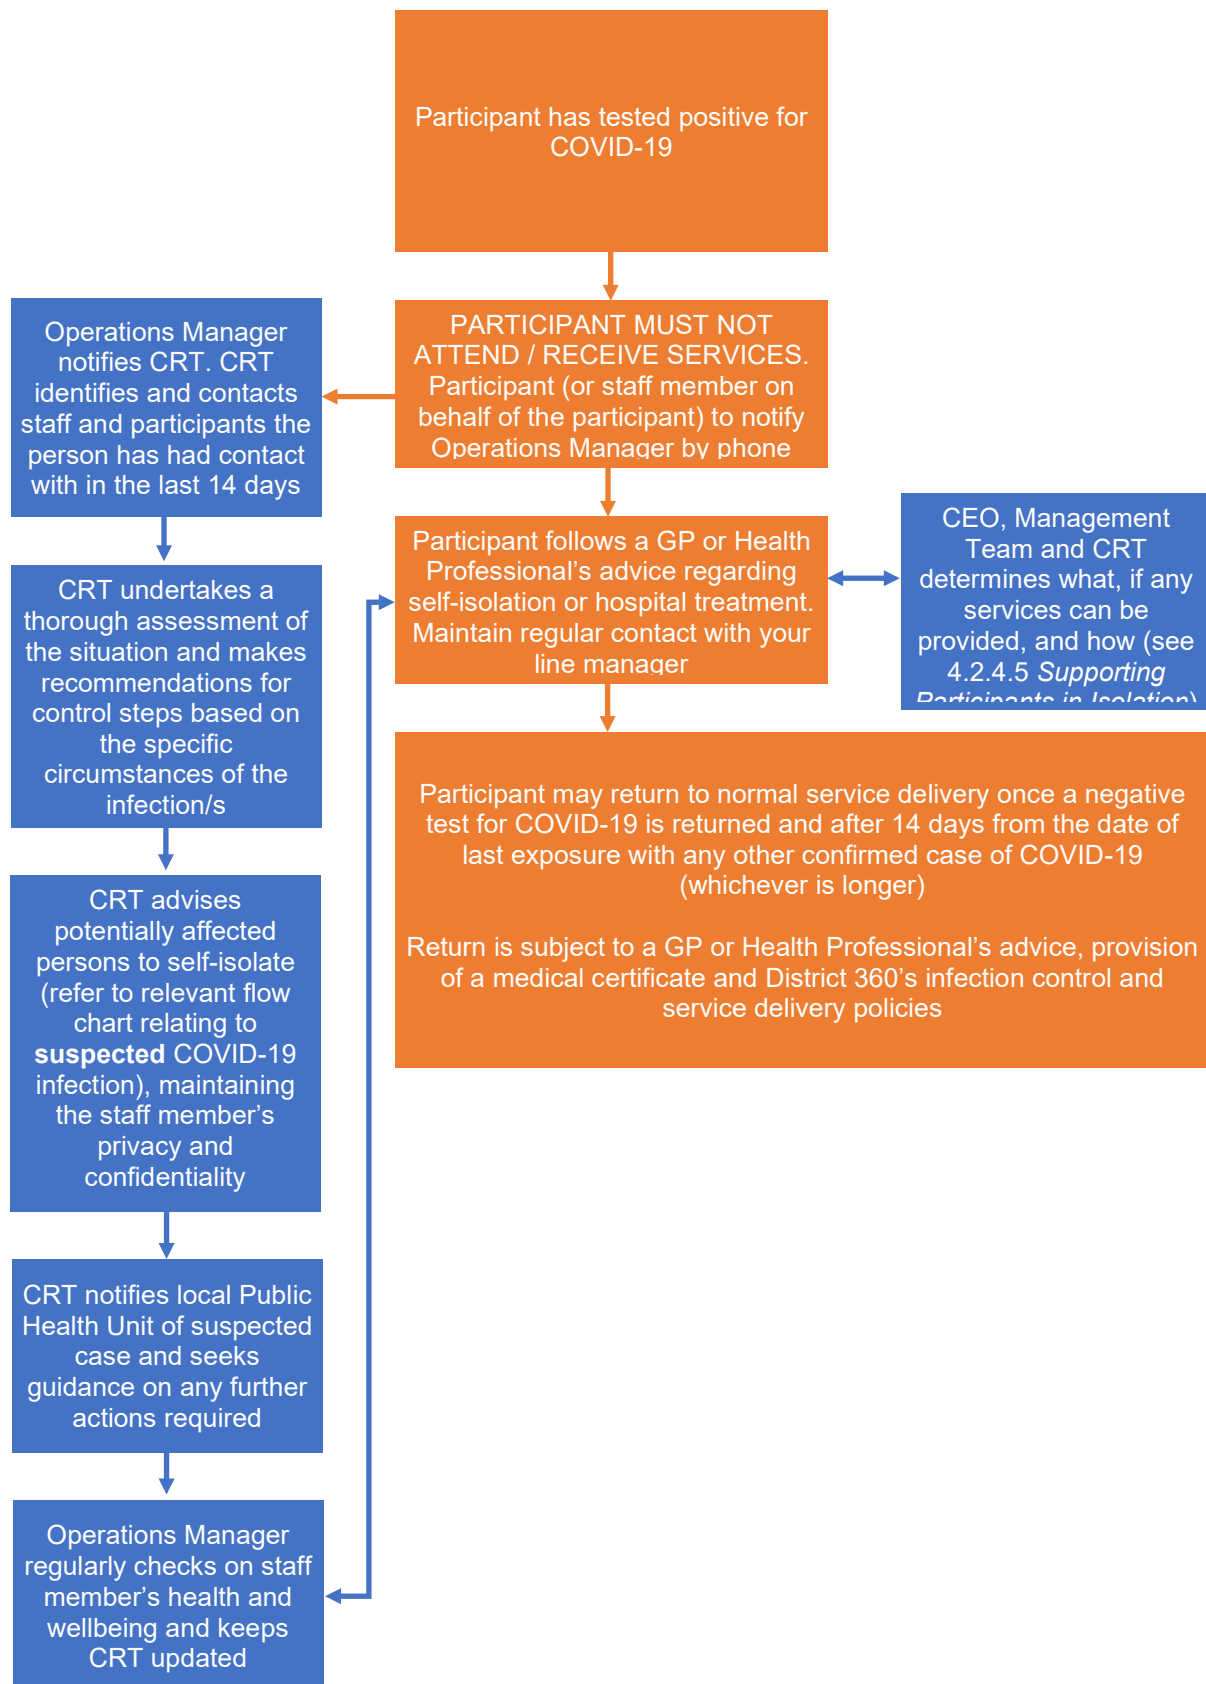 Participant has tested positive for
COVID-19
PARTICIPANT MUST NOT
ATTEND / RECEIVE SERVICES.
Participant (or staff member on
behalf of the participant) to notify
Operations Manager by phone
Operations Manager
notifies CRT. CRT
identifies and contacts
staff and participants the
person has had contact
with in the last 14 days
Participant follows a GP or Health
Professional’s advice regarding
self-isolation or hospital treatment.
Maintain regular contact with your
line manager
CEO, Management
Team and CRT
determines what, if any
services can be
provided, and how (see
4.2.4.5 Supporting
Participants in Isolation)
CRT undertakes a
thorough assessment of
the situation and makes
recommendations for
control steps based on
the specific
circumstances of the
infection/s
Participant may return to normal service delivery once a negative
test for COVID-19 is returned and after 14 days from the date of
last exposure with any other confirmed case of COVID-19
(whichever is longer)
Return is subject to a GP or Health Professional’s advice, provision
of a medical certificate and District 360’s infection control and
service delivery policies
CRT advises
potentially affected
persons to self-isolate
(refer to relevant flow
chart relating to
suspected COVID-19
infection), maintaining
the staff member’s
privacy and
confidentiality
CRT notifies local Public
Health Unit of suspected
case and seeks
guidance on any further
actions required
Operations Manager
regularly checks on staff
member’s health and
wellbeing and keeps
CRT updated